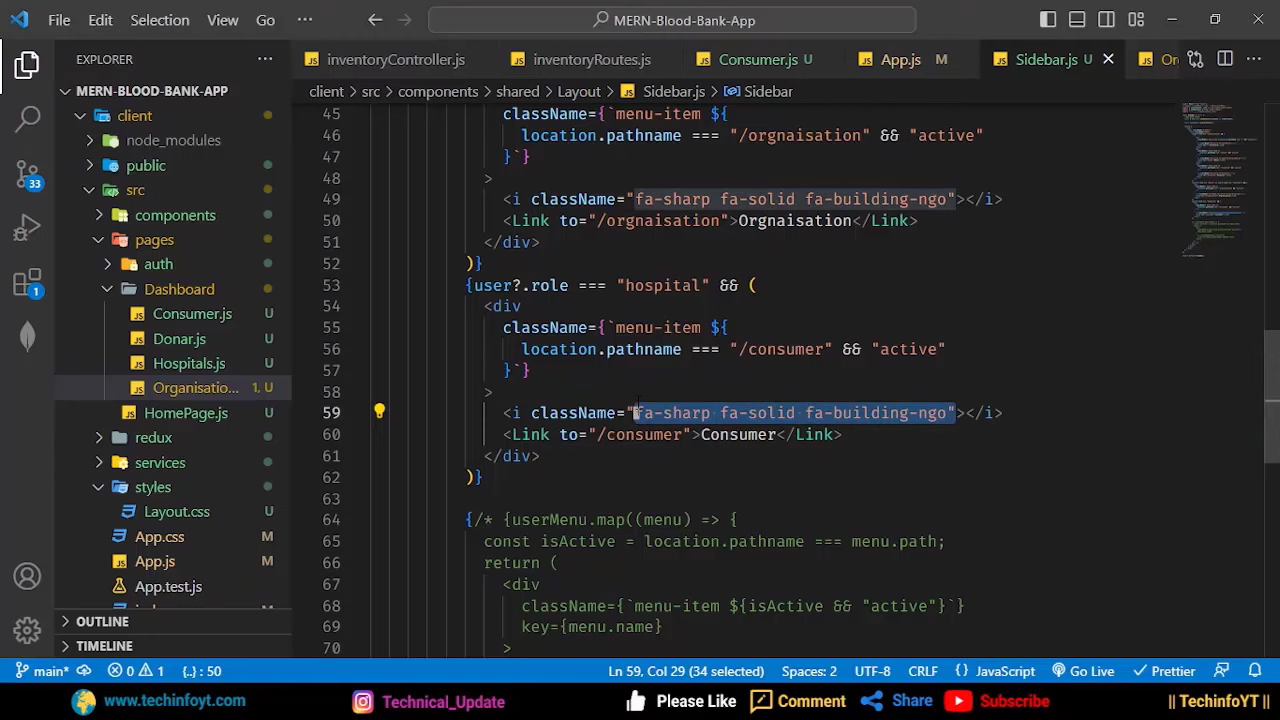 File Edit Selection View Go ··· MERN-Blood-Bank-App
EXPLORER ···
inventoryController.js inventoryRoutes.js Consumer.js U App.js M Sidebar.js U Or
client > src > components > shared > Layout > Sidebar.js > Sidebar
MERN-BLOOD-BANK-APP
client
node_modules
public
src
components
pages
auth
Dashboard
Consumer.js U
Donar.js U
Hospitals.js U
Organisatio... 1, U
HomePage.js U
redux
services
styles
Layout.css U
App.css M
App.js M
App.test.js
OUTLINE
TIMELINE
33
1
45 className={`menu-item ${
46 location.pathname === "/orgnaisation" && "active"
47 }`}
48 >
49 <i className="fa-sharp fa-solid fa-building-ngo"></i>
50 <Link to="/orgnaisation">Orgnaisation</Link>
51 </div>
52 )}
53 {user?.role === "hospital" && (
54 <div
55 className={`menu-item ${
56 location.pathname === "/consumer" && "active"
57 }`}
58 >
59 <i className="fa-sharp fa-solid fa-building-ngo"></i>
60 <Link to="/consumer">Consumer</Link>
61 </div>
62 )}
63
64 {/* {userMenu.map((menu) => {
65 const isActive = location.pathname === menu.path;
66 return (
67 <div
68 className={`menu-item ${isActive && "active"}`}
69 key={menu.name}
70 >
main* 0 1 {..} : 50 Ln 59, Col 29 (34 selected) Spaces: 2 UTF-8 CRLF {} JavaScript Go Live Prettier
www.techinfoyt.com Technical_Update Please Like Comment Share Subscribe || TechinfoYT ||